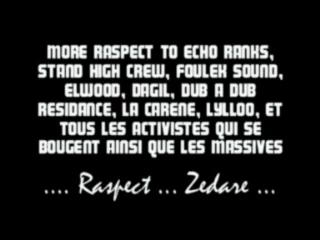 MORE RASPECT TO ECHO RANKS,
STAND HIGH CREW, FOULEK SOUND,
ELWOOD, DAGIL, DUB A DUB
RESIDANCE, LA CARENE, LYLLOO, ET
TOUS LES ACTIVISTES QUI SE
BOUGENT AINSI QUE LES MASSIVES
.... Raspect ... Zedare ...